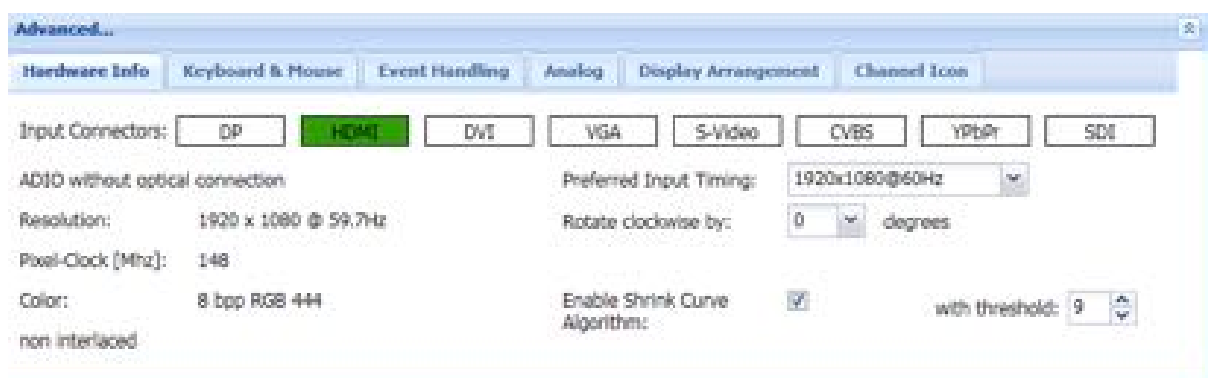 Advanced...
Hardware Info Keyboard & Mouse Event Handling Analog Display Arrangement Channel Icon
Input Connectors: DP HDMI DVI VGA S-Video CVBS YPbPr SDI
ADIO without optical connection Preferred Input Timing: 1920x1080@60Hz
Resolution: 1920 x 1080 @ 59.7Hz Rotate clockwise by: 0 degrees
Pixel-Clock [Mhz]: 148
Color: 8 bpp RGB 444 Enable Shrink Curve Algorithm: with threshold: 9
non interlaced